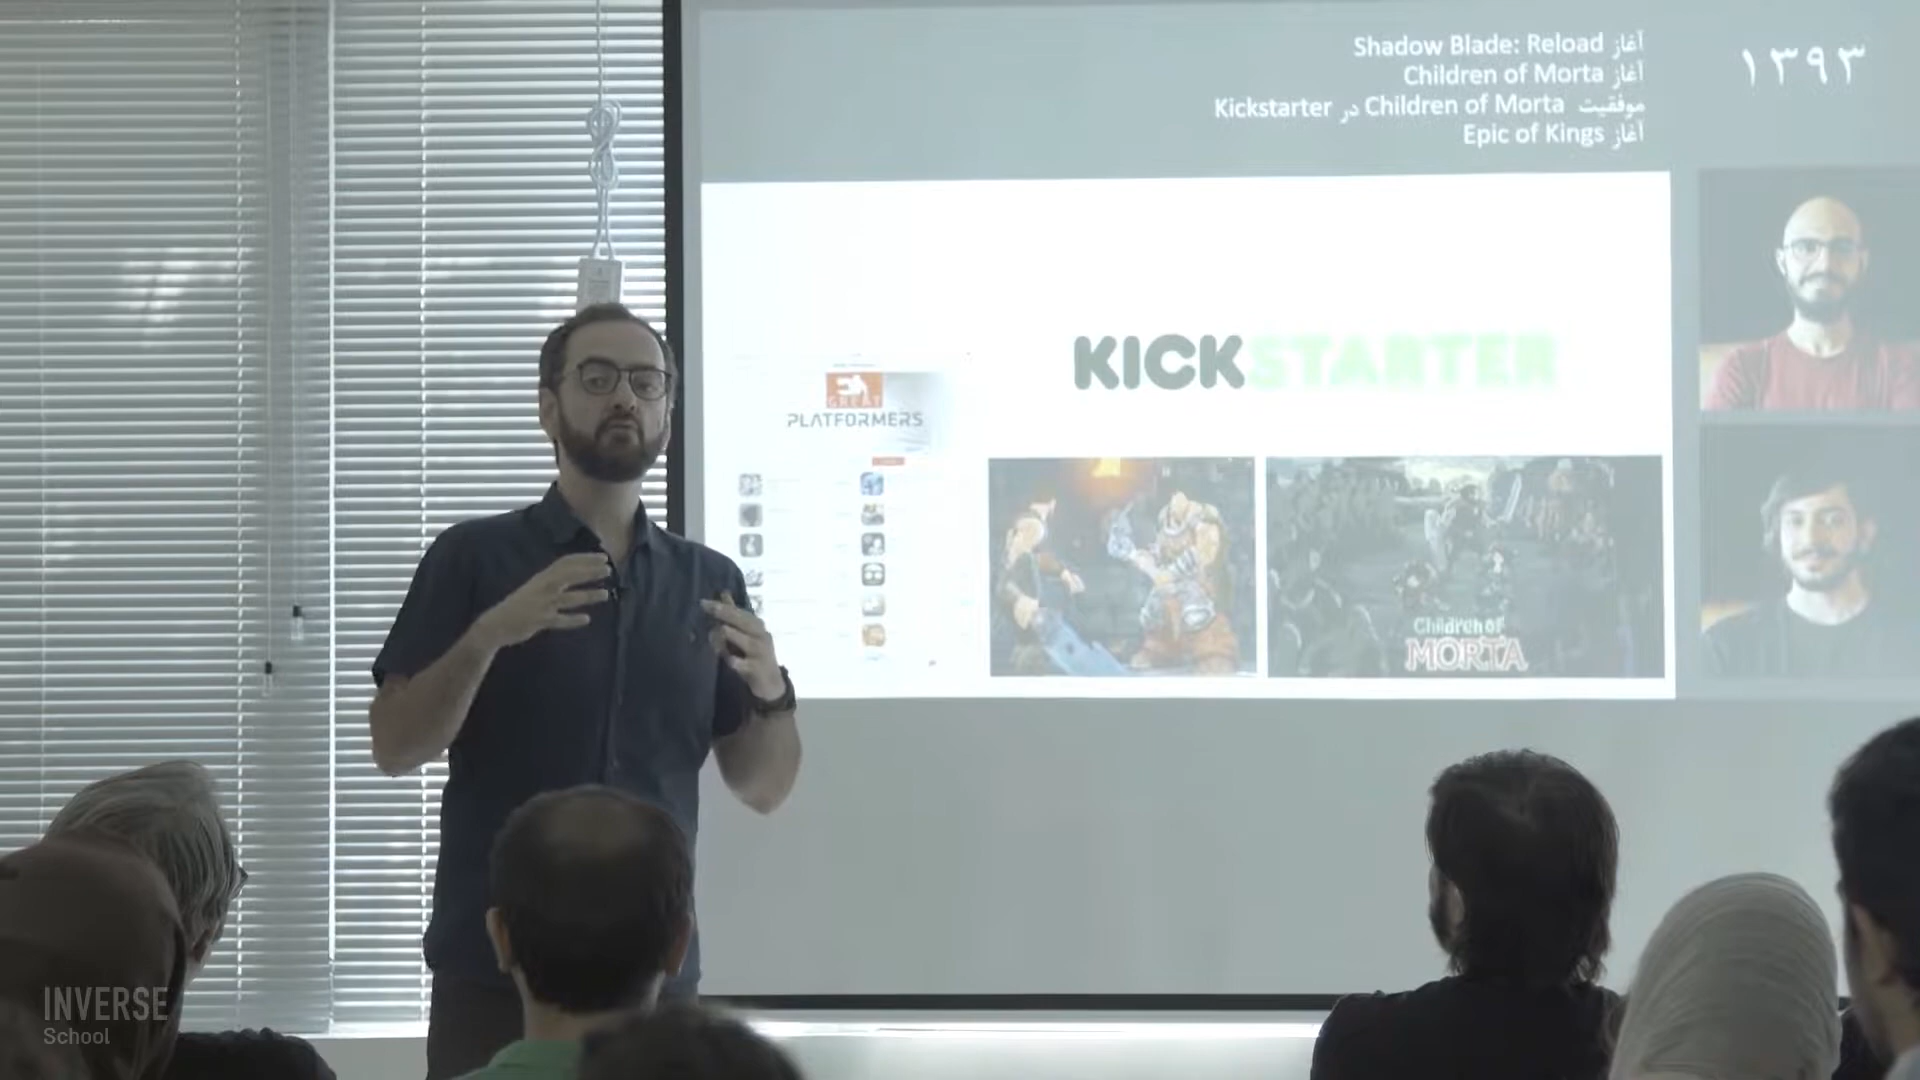 آغاز Shadow Blade: Reload
آغاز Children of Morta
موفقیت Children of Morta در Kickstarter
آغاز Epic of Kings
۱۳۹۳
KICKSTARTER
GREAT
PLATFORMERS
Children of
MORTA
INVERSE
School